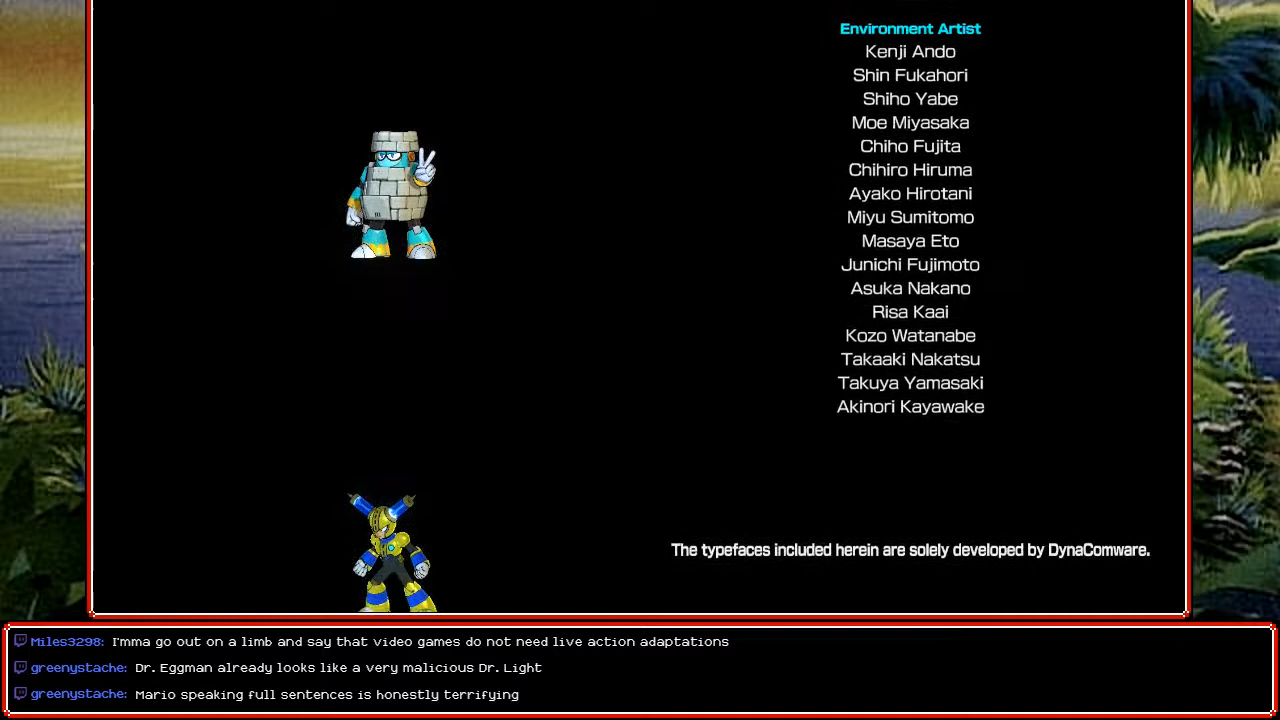 Environment Artist
Kenji Ando
Shin Fukahori
Shiho Yabe
Moe Miyasaka
Chiho Fujita
Chihiro Hiruma
Ayako Hirotani
Miyu Sumitomo
Masaya Eto
Junichi Fujimoto
Asuka Nakano
Risa Kaai
Kozo Watanabe
Takaaki Nakatsu
Takuya Yamasaki
Akinori Kayawake
The typefaces included herein are solely developed by DynaComware.
Miles3298: I'mma go out on a limb and say that video games do not need live action adaptations
greenystache: Dr. Eggman already looks like a very malicious Dr. Light
greenystache: Mario speaking full sentences is honestly terrifying